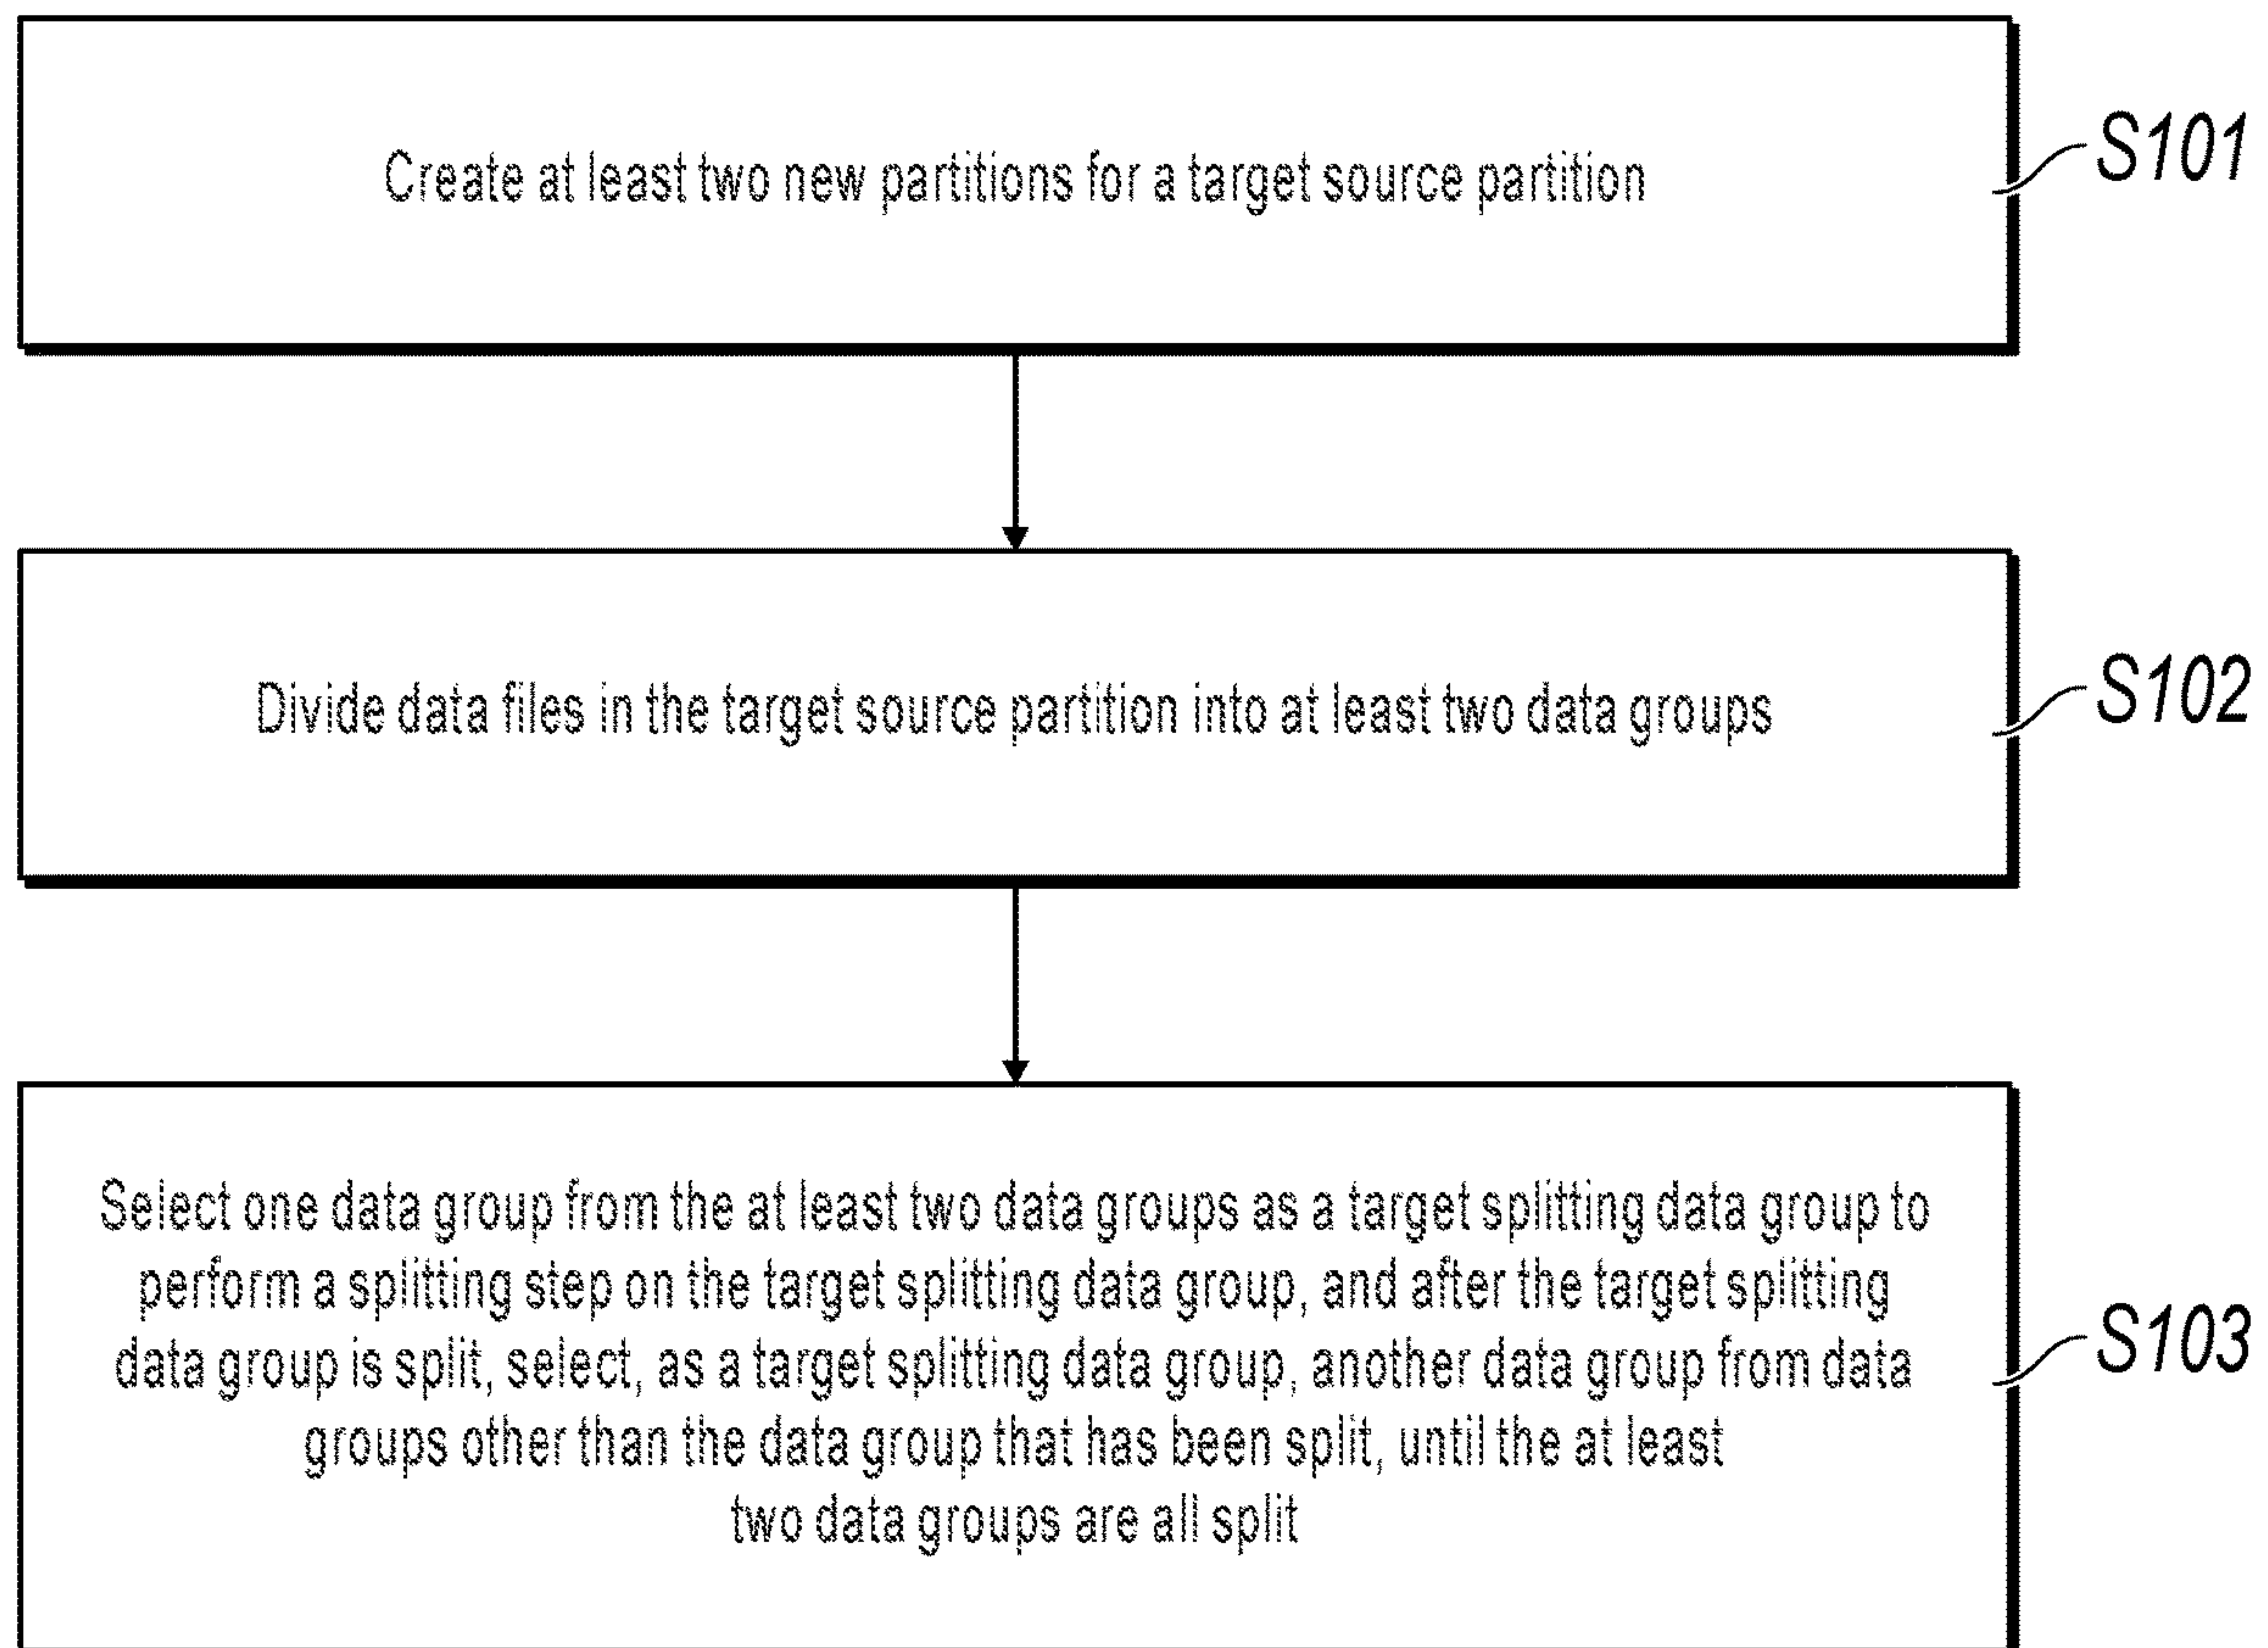 Create at least two new partitions for a target source partition
S101
Divide data files in the target source partition into at least two data groups
S102
Select one data group from the at least two data groups as a target splitting data group to
perform a splitting step on the target splitting data group, and after the target splitting
data group is split, select, as a target splitting data group, another data group from data
groups other than the data group that has been split, until the at least
two data groups are all split
S103